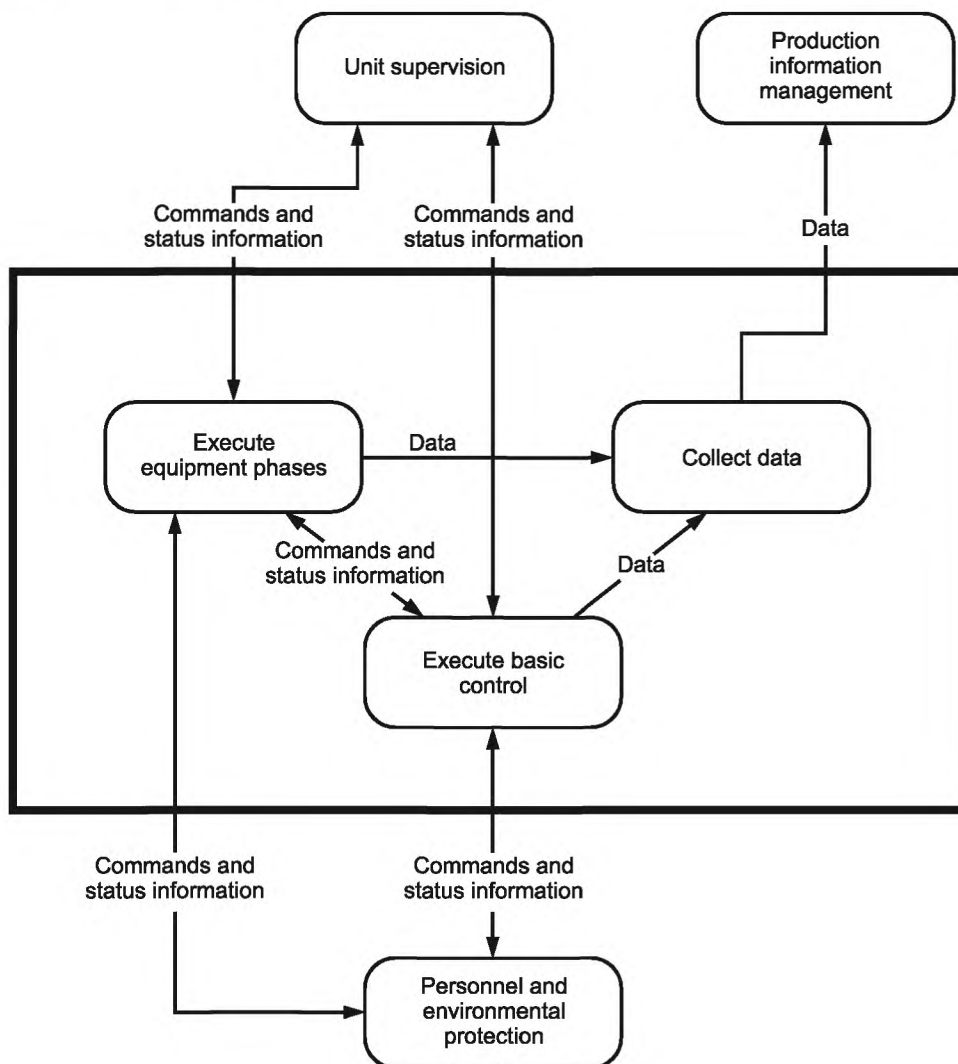 Unit supervision
Production
information
management
Commands and
status information
Commands and
status information
Data
Execute
equipment phases
Data
Collect data
Commands and
status information
Data
Execute basic
control
Commands and
status information
Commands and
status information
Personnel and
environmental
protection